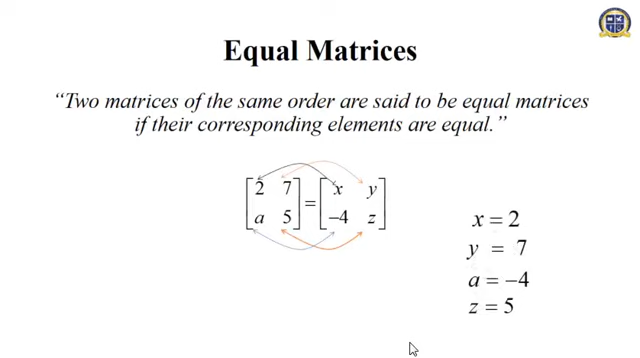 Equal Matrices
“Two matrices of the same order are said to be equal matrices
if their corresponding elements are equal.”
[2 7] = [x y]
[a 5] [−4 z]
x = 2
y = 7
a = −4
z = 5